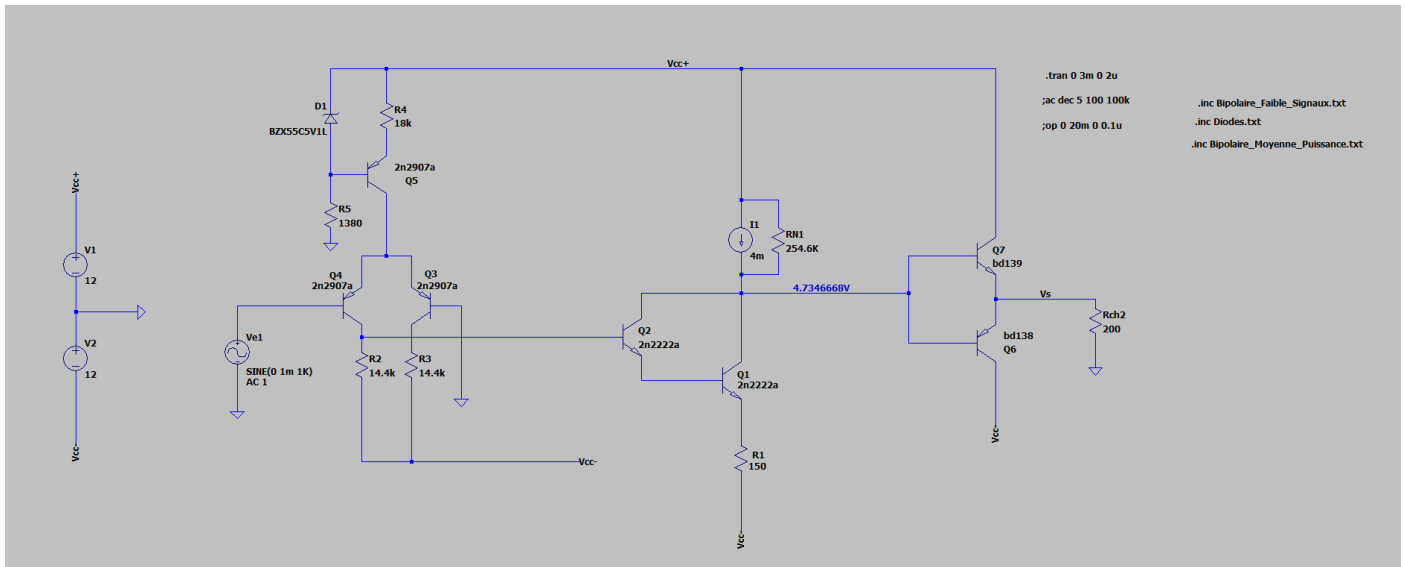 Vcc+
.tran 0 3m 0 2u
;ac dec 5 100 100k
;op 0 20m 0 0.1u
.inc Bipolaire_Faible_Signaux.txt
.inc Diodes.txt
.inc Bipolaire_Moyenne_Puissance.txt
D1
BZX55C5V1L
R4
18k
2n2907a
Q5
R5
1380
Vcc+
V1
12
V2
12
Vcc-
Q4
2n2907a
Q3
2n2907a
Ve1
SINE(0 1m 1K)
AC 1
R2
14.4k
R3
14.4k
Vcc-
I1
4m
RN1
254.6K
4.7346668V
Q2
2n2222a
Q1
2n2222a
R1
150
Vcc-
Q7
bd139
Vs
bd138
Q6
Rch2
200
Vcc-